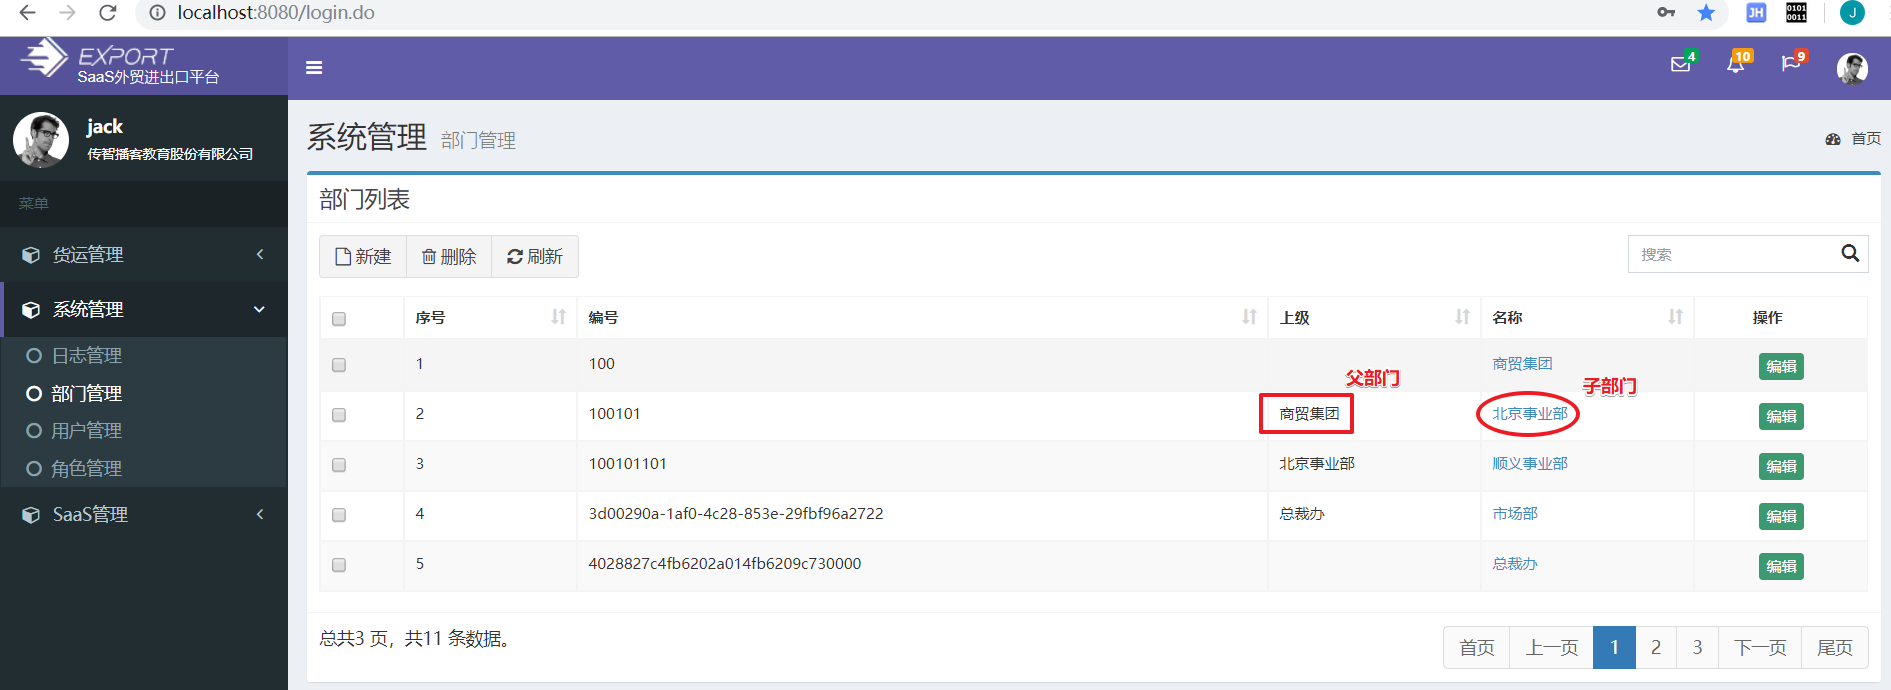 localhost:8080/login.do
JH
0101
0011
J
EXPORT
SaaS外贸进出口平台
4
10
9
jack
传智播客教育股份有限公司
系统管理 部门管理
首页
菜单
货运管理
系统管理
日志管理
部门管理
用户管理
角色管理
SaaS管理
部门列表
新建 删除 刷新
搜索
序号 编号 上级 名称 操作
1 100 商贸集团 编辑
父部门 子部门
2 100101 商贸集团 北京事业部 编辑
3 100101101 北京事业部 顺义事业部 编辑
4 3d00290a-1af0-4c28-853e-29fbf96a2722 总裁办 市场部 编辑
5 4028827c4fb6202a014fb6209c730000 总裁办 编辑
总共3 页，共11 条数据。
首页 上一页 1 2 3 下一页 尾页